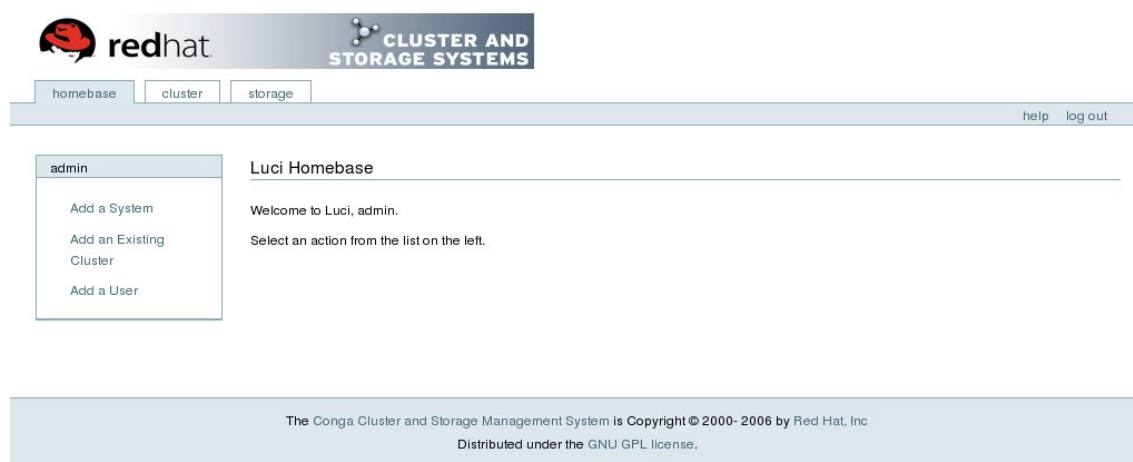 redhat.
CLUSTER AND
STORAGE SYSTEMS
homebase cluster storage
help log out
admin
Add a System
Add an Existing
Cluster
Add a User
Luci Homebase
Welcome to Luci, admin.
Select an action from the list on the left.
The Conga Cluster and Storage Management System is Copyright © 2000- 2006 by Red Hat, Inc
Distributed under the GNU GPL license.